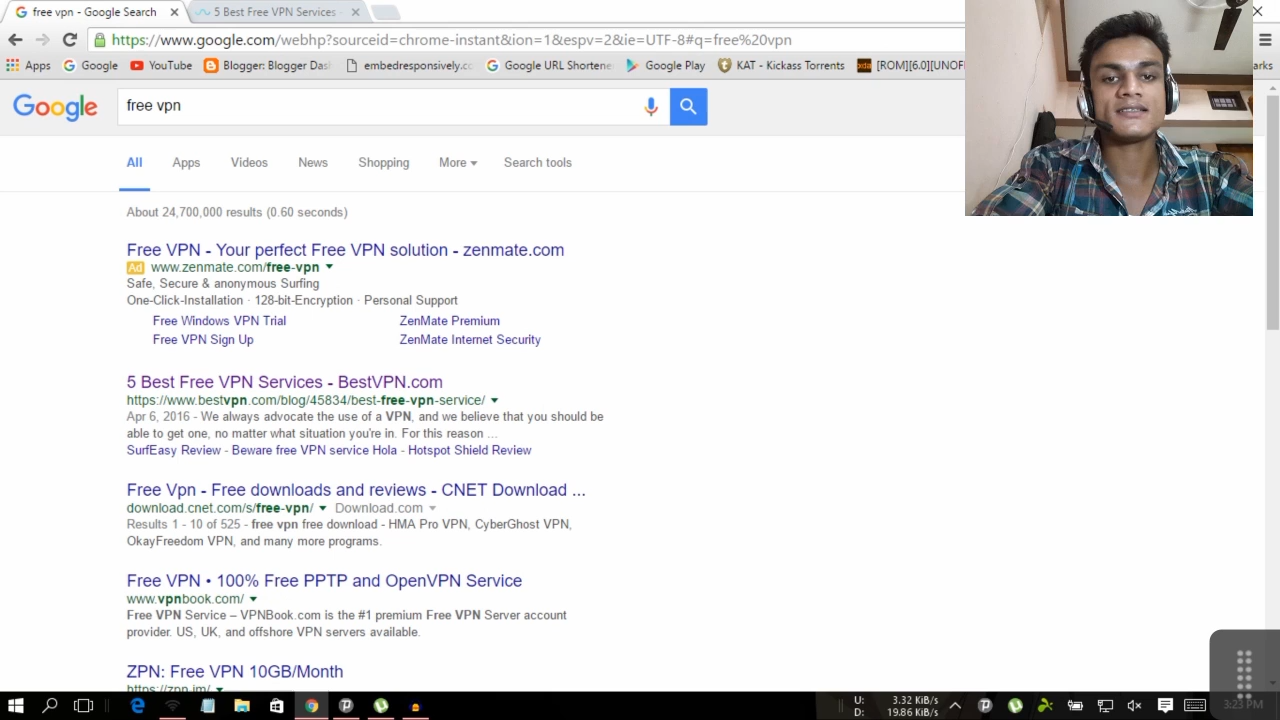 free vpn - Google Search
5 Best Free VPN Services
https://www.google.com/webhp?sourceid=chrome-instant&ion=1&espv=2&ie=UTF-8#q=free%20vpn
Apps Google YouTube Blogger: Blogger Das embedresponsively.c Google URL Shortene Google Play KAT - Kickass Torrents [ROM][6.0][UNOF arks
Google
free vpn
All Apps Videos News Shopping More Search tools
About 24,700,000 results (0.60 seconds)
Free VPN - Your perfect Free VPN solution - zenmate.com
Ad www.zenmate.com/free-vpn
Safe, Secure & anonymous Surfing
One-Click-Installation · 128-bit-Encryption · Personal Support
Free Windows VPN Trial ZenMate Premium
Free VPN Sign Up ZenMate Internet Security
5 Best Free VPN Services - BestVPN.com
https://www.bestvpn.com/blog/45834/best-free-vpn-service/
Apr 6, 2016 - We always advocate the use of a VPN, and we believe that you should be
able to get one, no matter what situation you're in. For this reason ...
SurfEasy Review - Beware free VPN service Hola - Hotspot Shield Review
Free Vpn - Free downloads and reviews - CNET Download ...
download.cnet.com/s/free-vpn/ Download.com
Results 1 - 10 of 525 - free vpn free download - HMA Pro VPN, CyberGhost VPN,
OkayFreedom VPN, and many more programs.
Free VPN • 100% Free PPTP and OpenVPN Service
www.vpnbook.com/
Free VPN Service – VPNBook.com is the #1 premium Free VPN Server account
provider. US, UK, and offshore VPN servers available.
ZPN: Free VPN 10GB/Month
https://zpn.im/
U: 3.32 KiB/s
D: 19.86 KiB/s
3:23 PM